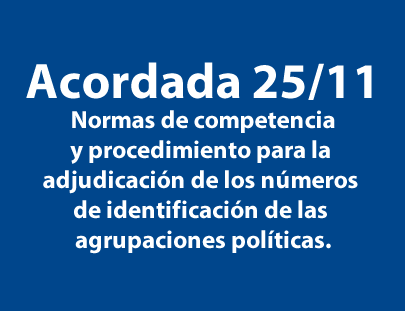 Acordada 25/11
Normas de competencia
y procedimiento para la
adjudicación de los números
de identificación de las
agrupaciones políticas.